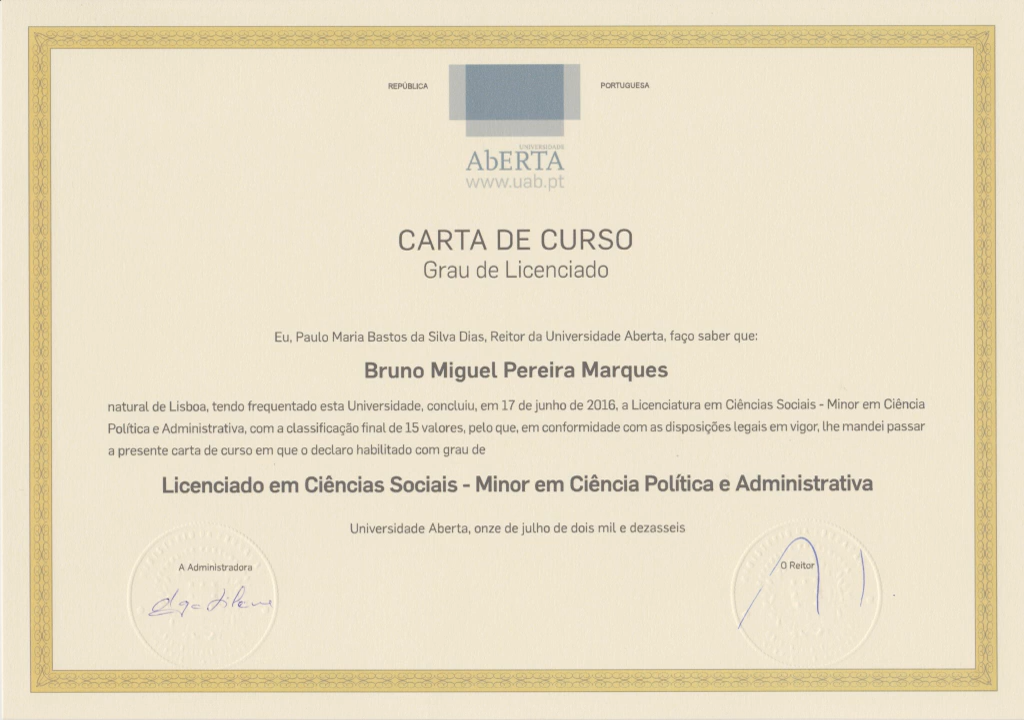 REPÚBLICA PORTUGUESA
UNIVERSIDADE
AbERTA
www.uab.pt
CARTA DE CURSO
Grau de Licenciado
Eu, Paulo Maria Bastos da Silva Dias, Reitor da Universidade Aberta, faço saber que:
Bruno Miguel Pereira Marques
natural de Lisboa, tendo frequentado esta Universidade, concluiu, em 17 de junho de 2016, a Licenciatura em Ciências Sociais - Minor em Ciência
Política e Administrativa, com a classificação final de 15 valores, pelo que, em conformidade com as disposições legais em vigor, lhe mandei passar
a presente carta de curso em que o declaro habilitado com grau de
Licenciado em Ciências Sociais - Minor em Ciência Política e Administrativa
Universidade Aberta, onze de julho de dois mil e dezasseis
A Administradora
O Reitor